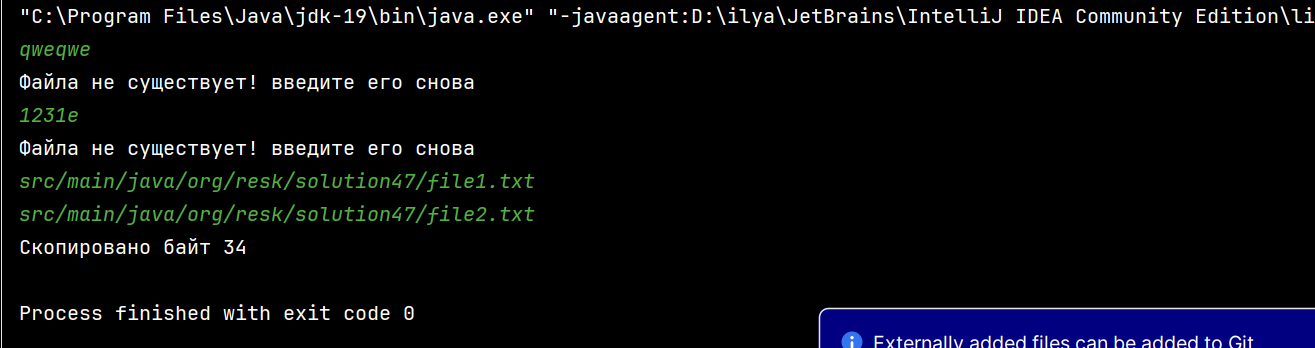 "C:\Program Files\Java\jdk-19\bin\java.exe" "-javaagent:D:\ilya\JetBrains\IntelliJ IDEA Community Edition\li
qweqwe
Файла не существует! введите его снова
1231e
Файла не существует! введите его снова
src/main/java/org/resk/solution47/file1.txt
src/main/java/org/resk/solution47/file2.txt
Скопировано байт 34
Process finished with exit code 0
Externally added files can be added to Git